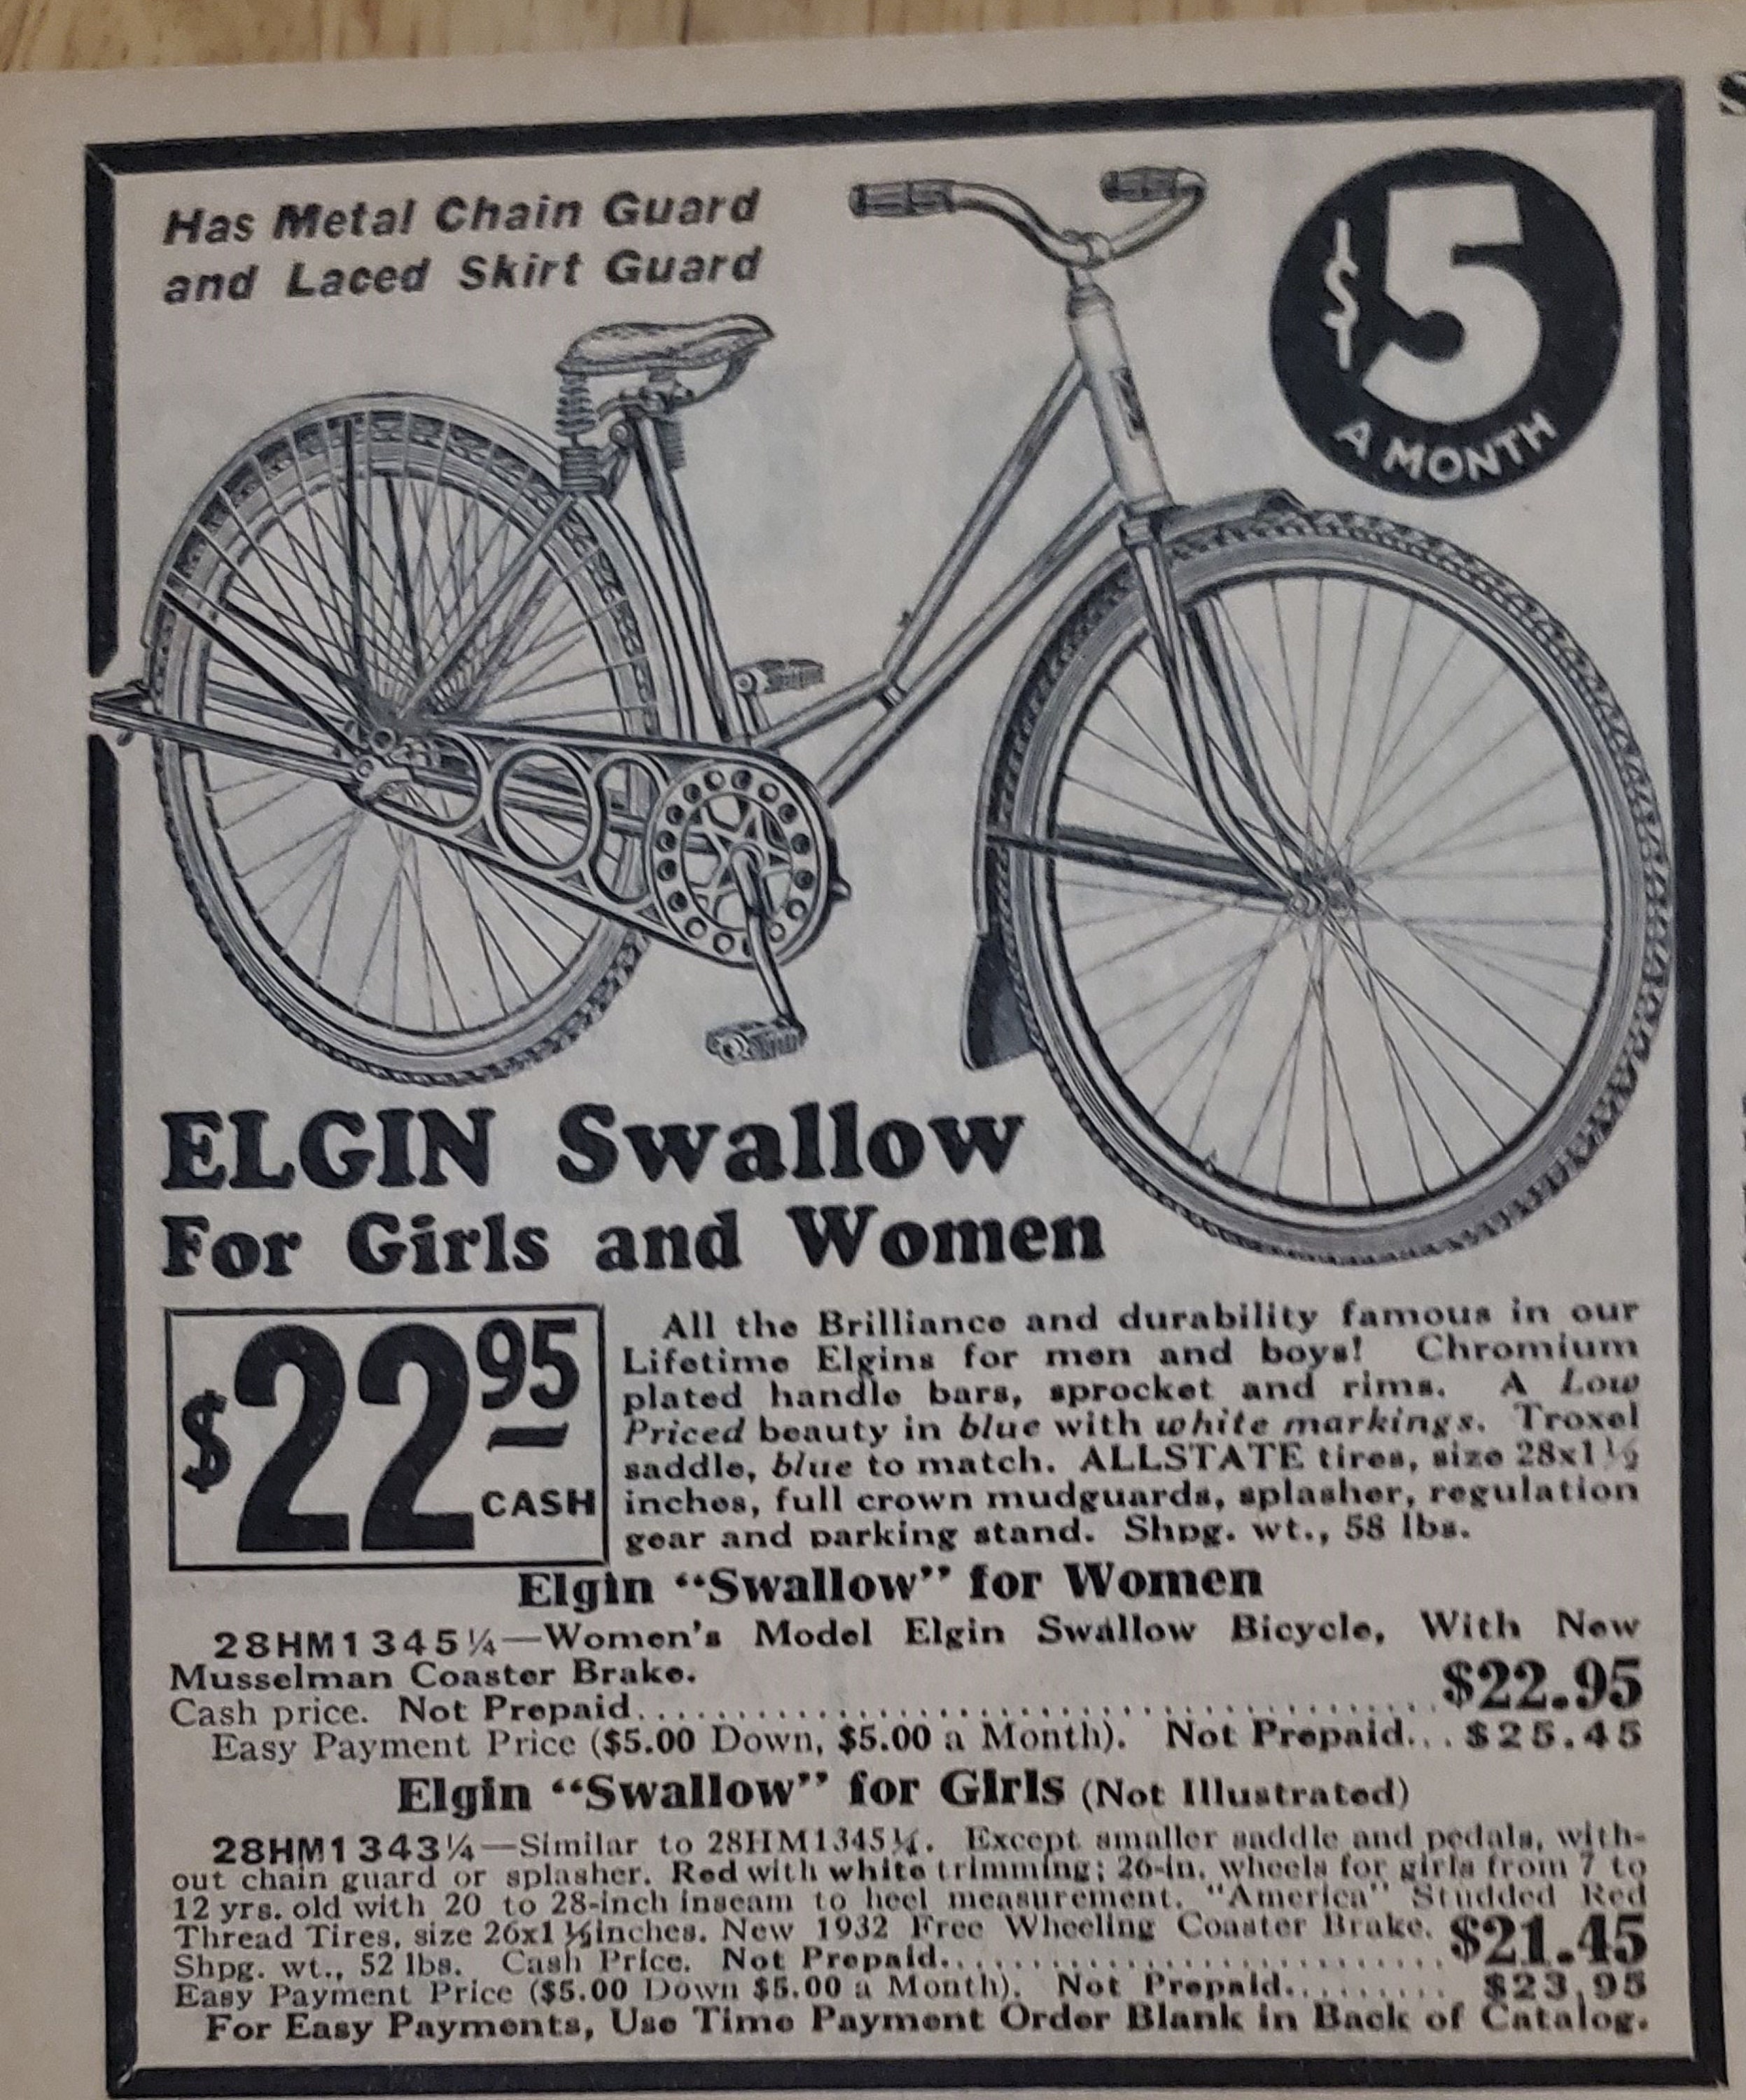 Has Metal Chain Guard
and Laced Skirt Guard
$5
A MONTH
ELGIN Swallow
For Girls and Women
$22.95
CASH
All the Brilliance and durability famous in our
Lifetime Elgins for men and boys! Chromium
plated handle bars, sprocket and rims. A Low
Priced beauty in blue with white markings. Troxel
saddle, blue to match. ALLSTATE tires, size 28x1½
inches, full crown mudguards, splasher, regulation
gear and parking stand. Shpg. wt., 58 lbs.
Elgin “Swallow” for Women
28HM1345¼—Women's Model Elgin Swallow Bicycle, With New
Musselman Coaster Brake.
Cash price. Not Prepaid........................................$22.95
Easy Payment Price ($5.00 Down, $5.00 a Month). Not Prepaid...$25.45
Elgin “Swallow” for Girls (Not Illustrated)
28HM1343¼—Similar to 28HM1345¼. Except smaller saddle and pedals, with-
out chain guard or splasher. Red with white trimming; 26-in. wheels for girls from 7 to
12 yrs. old with 20 to 28-inch inseam to heel measurement. "America" Studded Red
Thread Tires, size 26x1½ inches. New 1932 Free Wheeling Coaster Brake.
Shpg. wt., 52 lbs. Cash Price. Not Prepaid..........................$21.45
Easy Payment Price ($5.00 Down $5.00 a Month). Not Prepaid......... $23.95
For Easy Payments, Use Time Payment Order Blank in Back of Catalog.